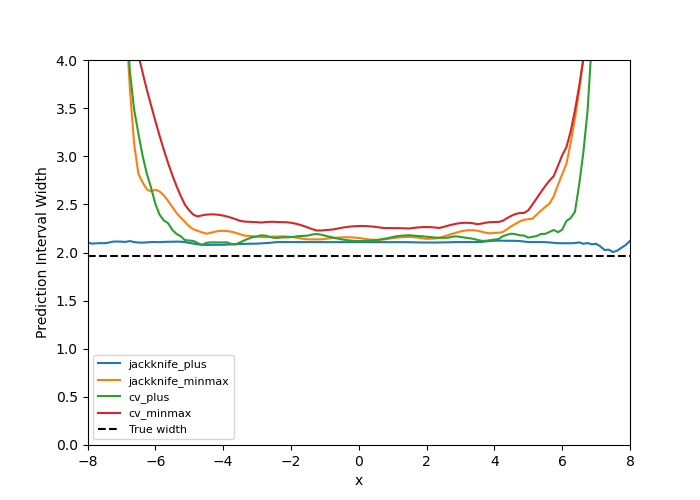 4.0
3.5
3.0
2.5
2.0
1.5
1.0
0.5
0.0
Prediction Interval Width
jackknife_plus
jackknife_minmax
cv_plus
cv_minmax
True width
−8 −6 −4 −2 0 2 4 6 8
x